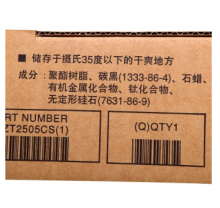 ■ 储存于摄氏35度以下的干爽地方
成分：聚酯树脂、碳黑(1333-86-4)、石蜡、
有机金属化合物、钛化合物、
无定形硅石(7631-86-9)
RT NUMBER
ZT2505CS(1)
(Q)QTY1